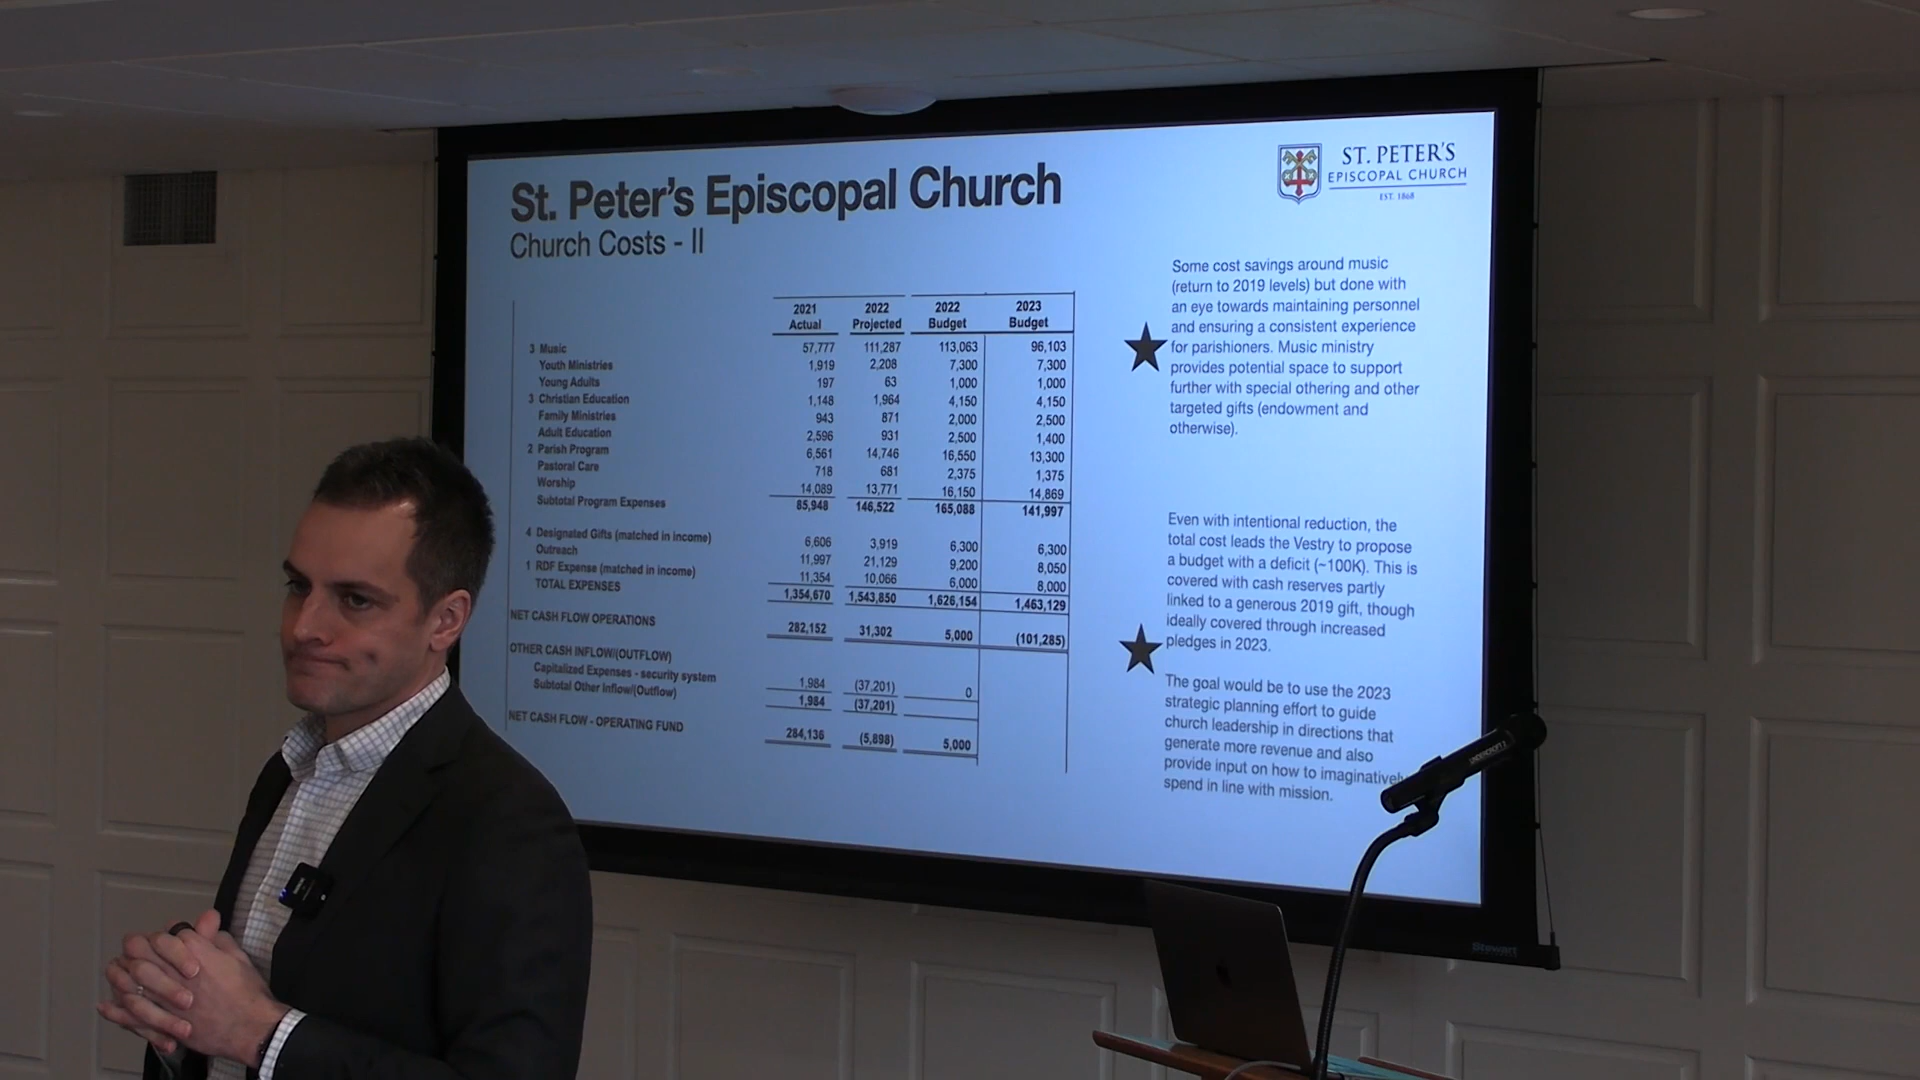 St. Peter's Episcopal Church
Church Costs - II
ST. PETER'S
EPISCOPAL CHURCH
EST. 1868
2021 Actual 2022 Projected 2022 Budget 2023 Budget
3 Music 57,777 111,287 113,063 96,103
Youth Ministries 1,919 2,208 7,300 7,300
Young Adults 197 63 1,000 1,000
3 Christian Education 1,148 1,964 4,150 4,150
Family Ministries 943 871 2,000 2,500
Adult Education 2,596 931 2,500 1,400
2 Parish Program 6,561 14,746 16,550 13,300
Pastoral Care 718 681 2,375 1,375
Worship 14,089 13,771 16,150 14,869
Subtotal Program Expenses 85,948 146,522 165,088 141,997
4 Designated Gifts (matched in income) 6,606 3,919 6,300 6,300
Outreach 11,997 21,129 9,200 8,050
1 RDF Expense (matched in income) 11,354 10,066 6,000 8,000
TOTAL EXPENSES 1,354,670 1,543,850 1,626,154 1,463,129
NET CASH FLOW OPERATIONS 282,152 31,302 5,000 (101,285)
OTHER CASH INFLOW/(OUTFLOW)
Capitalized Expenses - security system 1,984 (37,201) 0
Subtotal Other Inflow/(Outflow) 1,984 (37,201)
NET CASH FLOW - OPERATING FUND 284,136 (5,898) 5,000
Some cost savings around music
(return to 2019 levels) but done with
an eye towards maintaining personnel
and ensuring a consistent experience
for parishioners. Music ministry
provides potential space to support
further with special othering and other
targeted gifts (endowment and
otherwise).
Even with intentional reduction, the
total cost leads the Vestry to propose
a budget with a deficit (~100K). This is
covered with cash reserves partly
linked to a generous 2019 gift, though
ideally covered through increased
pledges in 2023.
The goal would be to use the 2023
strategic planning effort to guide
church leadership in directions that
generate more revenue and also
provide input on how to imaginatively
spend in line with mission.
UNDERCROFT 2
Stewart